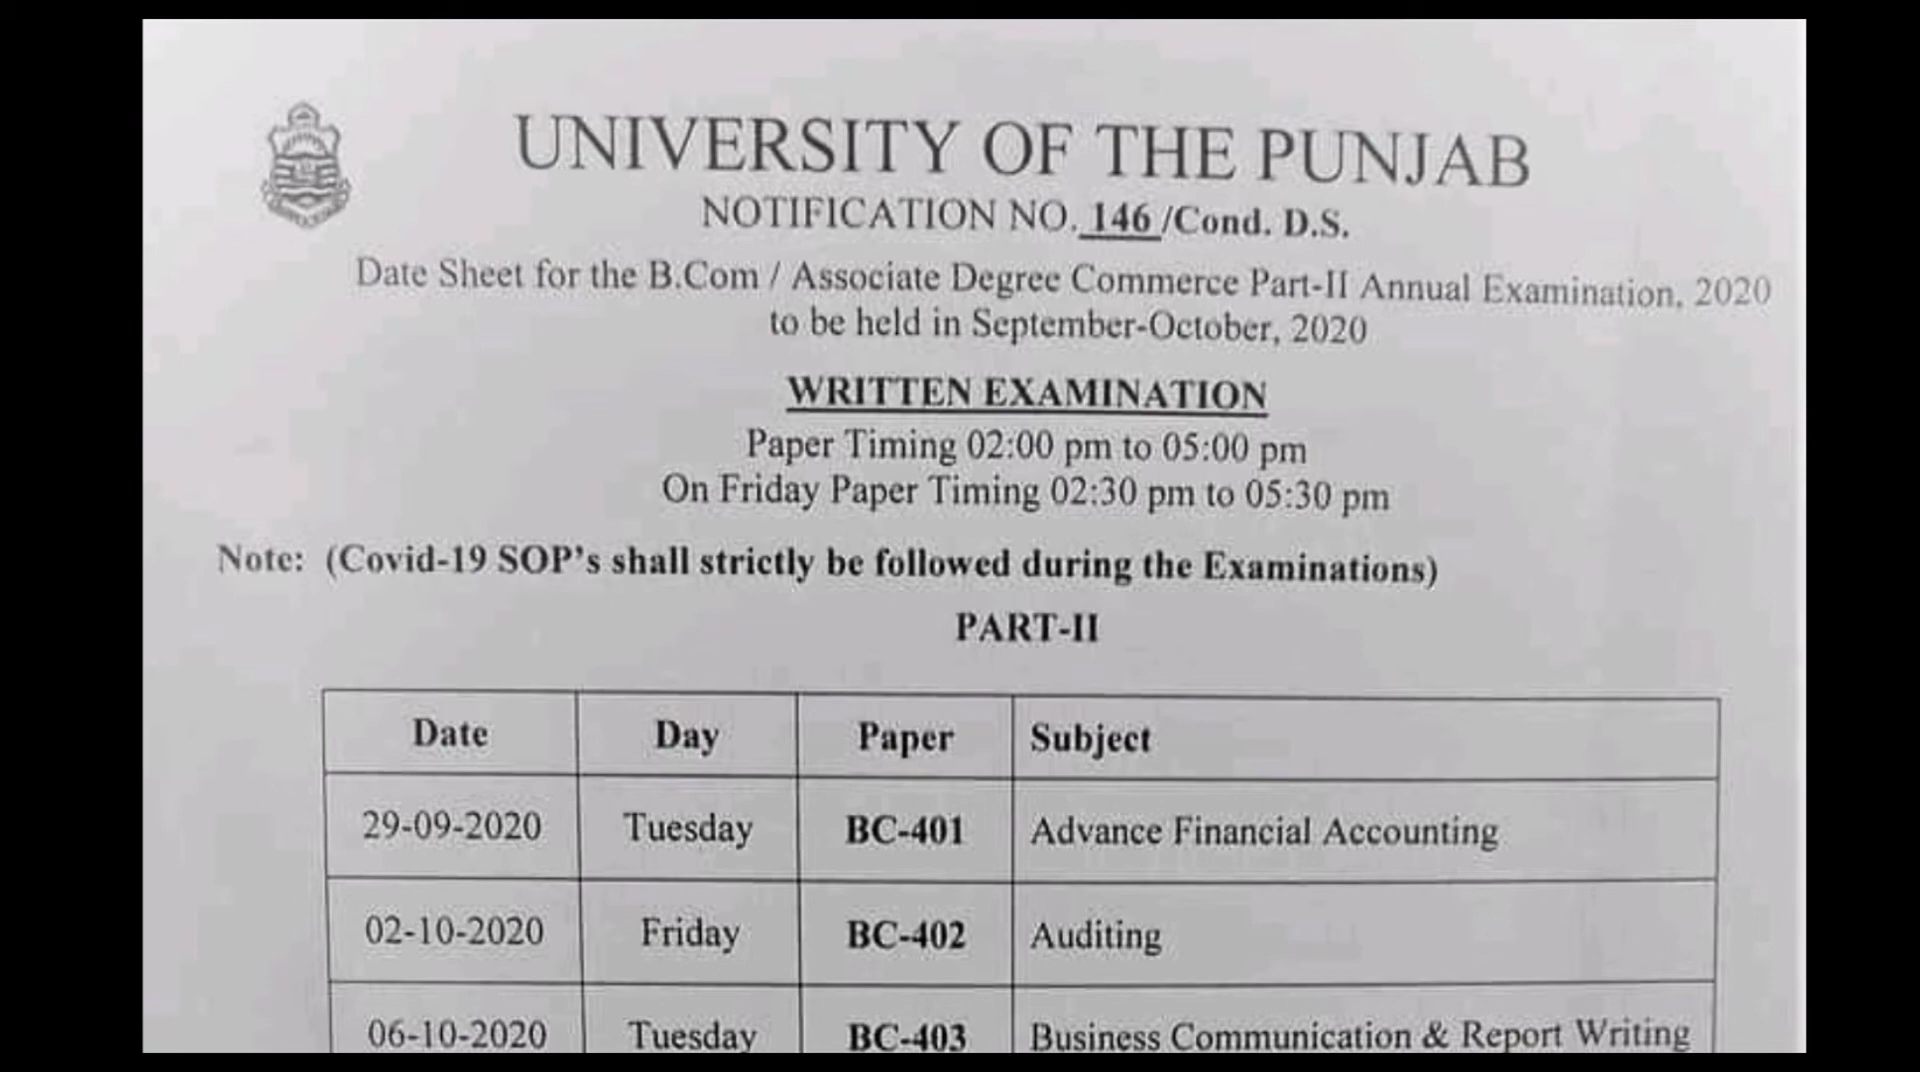 UNIVERSITY OF THE PUNJAB
NOTIFICATION NO. 146 /Cond. D.S.
Date Sheet for the B.Com / Associate Degree Commerce Part-II Annual Examination, 2020
to be held in September-October, 2020
WRITTEN EXAMINATION
Paper Timing 02:00 pm to 05:00 pm
On Friday Paper Timing 02:30 pm to 05:30 pm
Note: (Covid-19 SOP's shall strictly be followed during the Examinations)
PART-II
Date Day Paper Subject
29-09-2020 Tuesday BC-401 Advance Financial Accounting
02-10-2020 Friday BC-402 Auditing
06-10-2020 Tuesday BC-403 Business Communication & Report Writing